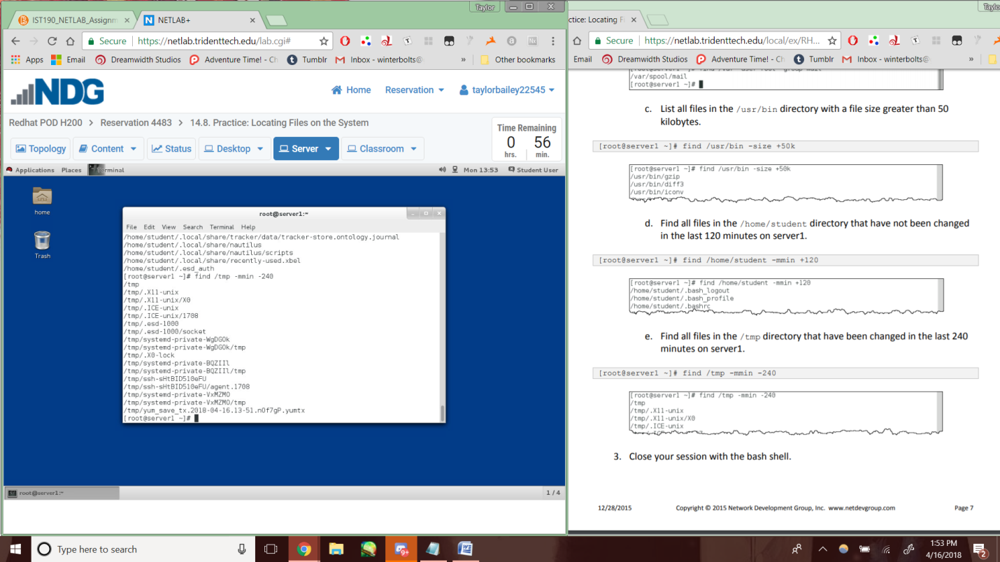 Taylor
IST190_NETLAB_Assignm
NETLAB+
Secure
https://netlab.tridenttech.edu/lab.cgi#
Apps
Email
Dreamwidth Studios
Adventure Time! - Ch
Tumblr
Inbox - winterbolts@
»
Other bookmarks
NDG
Home
Reservation
taylorbailey22545
Redhat POD H200 > Reservation 4483 > 14.8. Practice: Locating Files on the System
Time Remaining
0 56
hrs. min.
Topology
Content
Status
Desktop
Server
Classroom
Applications Places Terminal
Mon 13:53 Student User
home
Trash
root@server1:~
File Edit View Search Terminal Help
/home/student/.local/share/tracker/data/tracker-store.ontology.journal
/home/student/.local/share/nautilus
/home/student/.local/share/nautilus/scripts
/home/student/.local/share/recently-used.xbel
/home/student/.esd_auth
[root@server1 ~]# find /tmp -mmin -240
/tmp
/tmp/.X11-unix
/tmp/.X11-unix/X0
/tmp/.ICE-unix
/tmp/.ICE-unix/1708
/tmp/.esd-1000
/tmp/.esd-1000/socket
/tmp/systemd-private-WgDGOk
/tmp/systemd-private-WgDGOk/tmp
/tmp/.X0-lock
/tmp/systemd-private-BQZIIl
/tmp/systemd-private-BQZIIl/tmp
/tmp/ssh-sHtBID510eFU
/tmp/ssh-sHtBID510eFU/agent.1708
/tmp/systemd-private-VxMZMO
/tmp/systemd-private-VxMZMO/tmp
/tmp/yum_save_tx.2018-04-16.13-51.nOf7gP.yumtx
[root@server1 ~]#
root@server1:~
1 / 4
Taylo
ctice: Locating Fi
Secure
https://netlab.tridenttech.edu/local/ex/RH...
Email
Dreamwidth Studios
Adventure Time! - Ch
Tumblr
Inbox - winterbolts@
»
[root@server1 ~]# find /var -user root -group mail
/var/spool/mail
[root@server1 ~]#
c. List all files in the /usr/bin directory with a file size greater than 50
kilobytes.
[root@server1 ~]# find /usr/bin -size +50k
[root@server1 ~]# find /usr/bin -size +50k
/usr/bin/gzip
/usr/bin/diff3
/usr/bin/iconv
d. Find all files in the /home/student directory that have not been changed
in the last 120 minutes on server1.
[root@server1 ~]# find /home/student -mmin +120
[root@server1 ~]# find /home/student -mmin +120
/home/student/.bash_logout
/home/student/.bash_profile
/home/student/.bashrc
e. Find all files in the /tmp directory that have been changed in the last 240
minutes on server1.
[root@server1 ~]# find /tmp -mmin -240
[root@server1 ~]# find /tmp -mmin -240
/tmp
/tmp/.X11-unix
/tmp/.X11-unix/X0
/tmp/.ICE-unix
3. Close your session with the bash shell.
12/28/2015 Copyright © 2015 Network Development Group, Inc. www.netdevgroup.com Page 7
Type here to search
9+
1:53 PM
4/16/2018
2